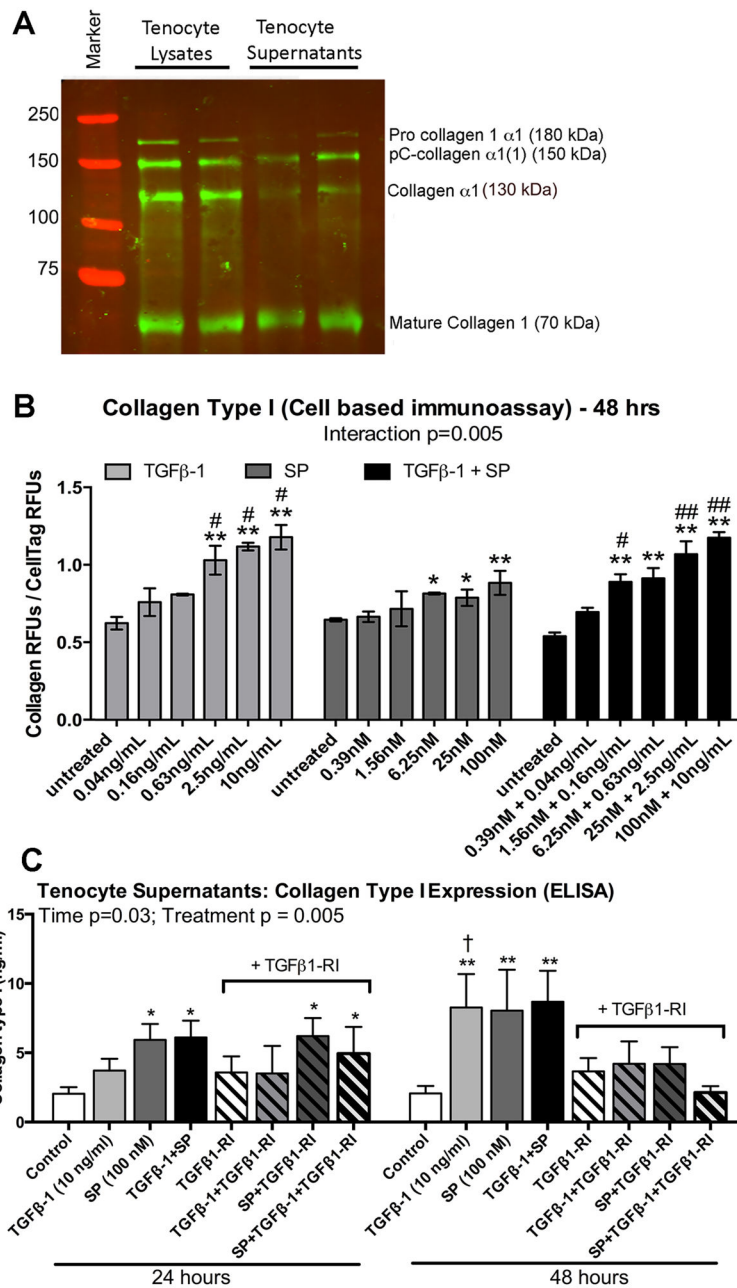 A
Marker
Tenocyte
Lysates
Tenocyte
Supernatants
250
150
100
75
Pro collagen 1 α1 (180 kDa)
pC-collagen α1(1) (150 kDa)
Collagen α1 (130 kDa)
Mature Collagen 1 (70 kDa)
B
Collagen Type I (Cell based immunoassay) - 48 hrs
Interaction p=0.005
TGFβ-1
SP
TGFβ-1 + SP
Collagen RFUs / CellTag RFUs
1.5
1.0
0.5
0.0
#
**
#
**
#
**
*
*
**
#
**
**
##
**
##
**
untreated
0.04ng/mL
0.16ng/mL
0.63ng/mL
2.5ng/mL
10ng/mL
untreated
0.39nM
1.56nM
6.25nM
25nM
100nM
untreated
0.39nM + 0.04ng/mL
1.56nM + 0.16ng/mL
6.25nM + 0.63ng/mL
25nM + 2.5ng/mL
100nM + 10ng/mL
C
Tenocyte Supernatants: Collagen Type I Expression (ELISA)
Time p=0.03; Treatment p = 0.005
15
10
5
0
*
*
+ TGFβ1-RI
*
*
†
**
**
**
+ TGFβ1-RI
Control
TGFβ-1 (10 ng/ml)
SP (100 nM)
TGFβ-1+SP
TGFβ1-RI
TGFβ-1+TGFβ1-RI
SP+TGFβ1-RI
SP+TGFβ-1+TGFβ1-RI
Control
TGFβ-1 (10 ng/ml)
SP (100 nM)
TGFβ-1+SP
TGFβ1-RI
TGFβ-1+TGFβ1-RI
SP+TGFβ1-RI
SP+TGFβ-1+TGFβ1-RI
24 hours
48 hours